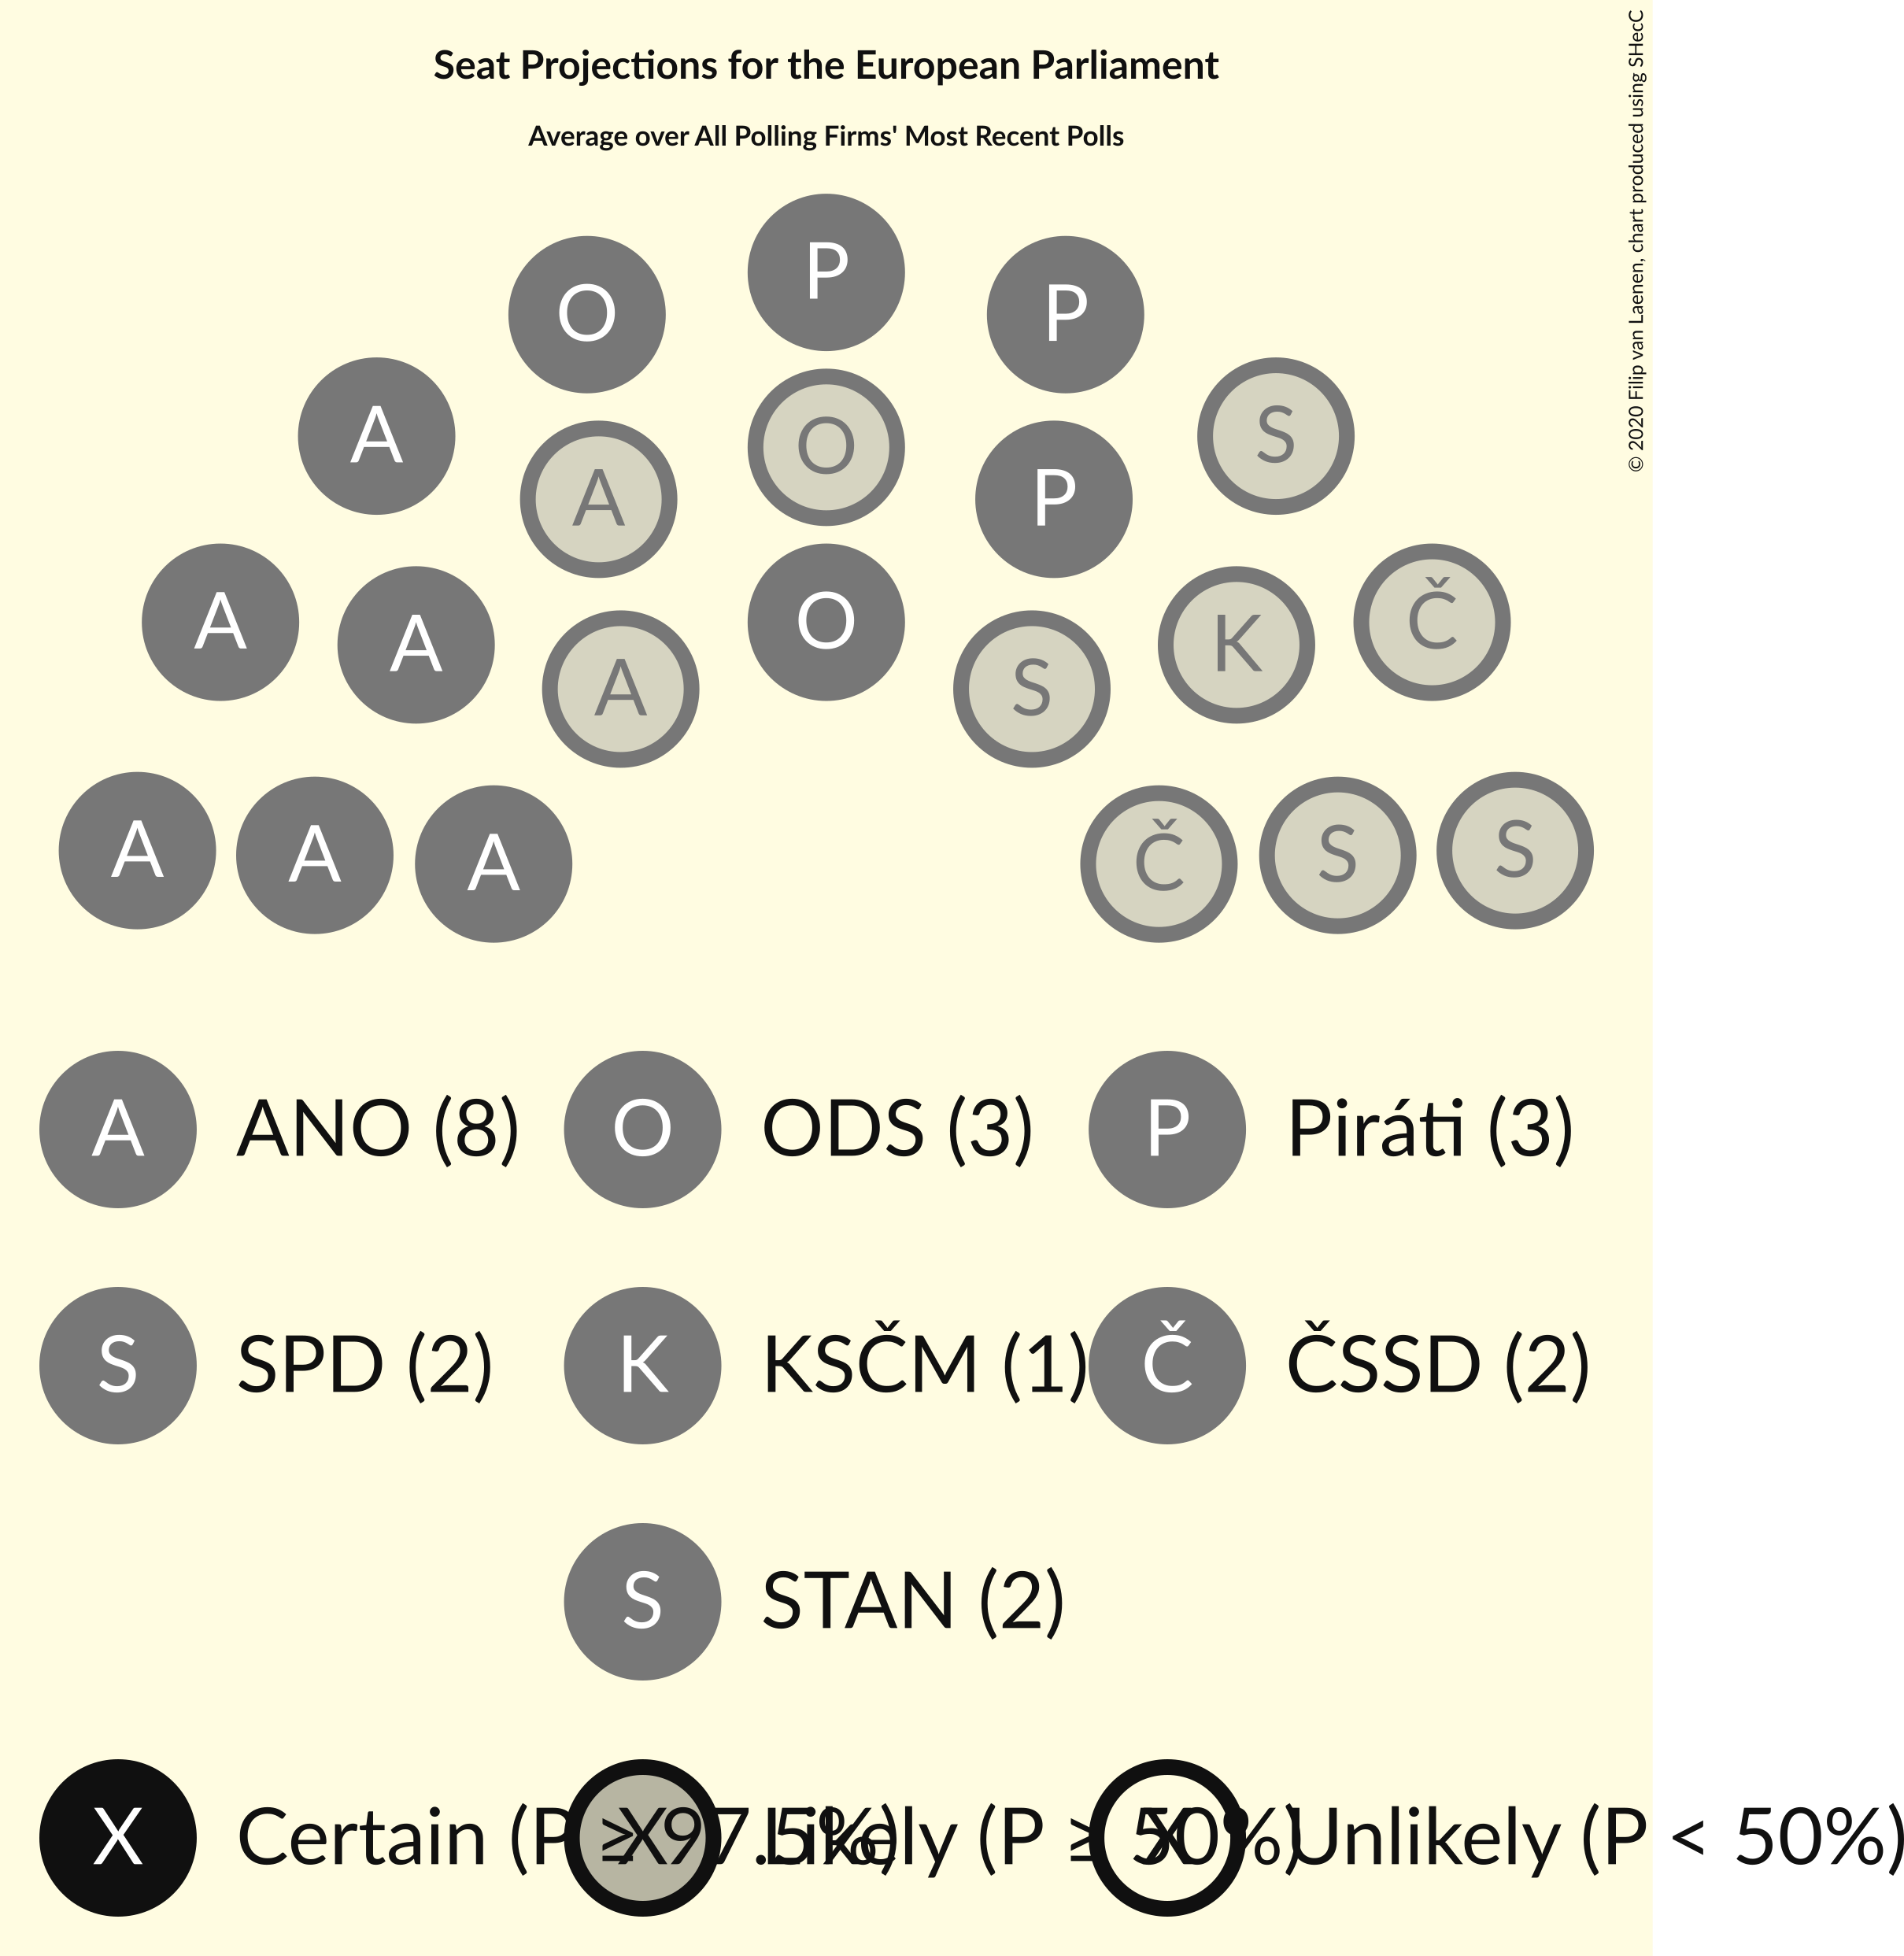 Seat Projections for the European Parliament
Average over All Polling Firms' Most Recent Polls
© 2020 Filip van Laenen, chart produced using SHecC
P
O P
A S
O
A P
A Č
A K
O
A S
A S
A S
A Č
A ANO (8) O ODS (3) P Piráti (3)
S SPD (2) K KSČM (1) Č ČSSD (2)
S STAN (2)
X Certain (P ≥ 97.5%) X Likely (P ≥ 50%) X Unlikely (P < 50%)